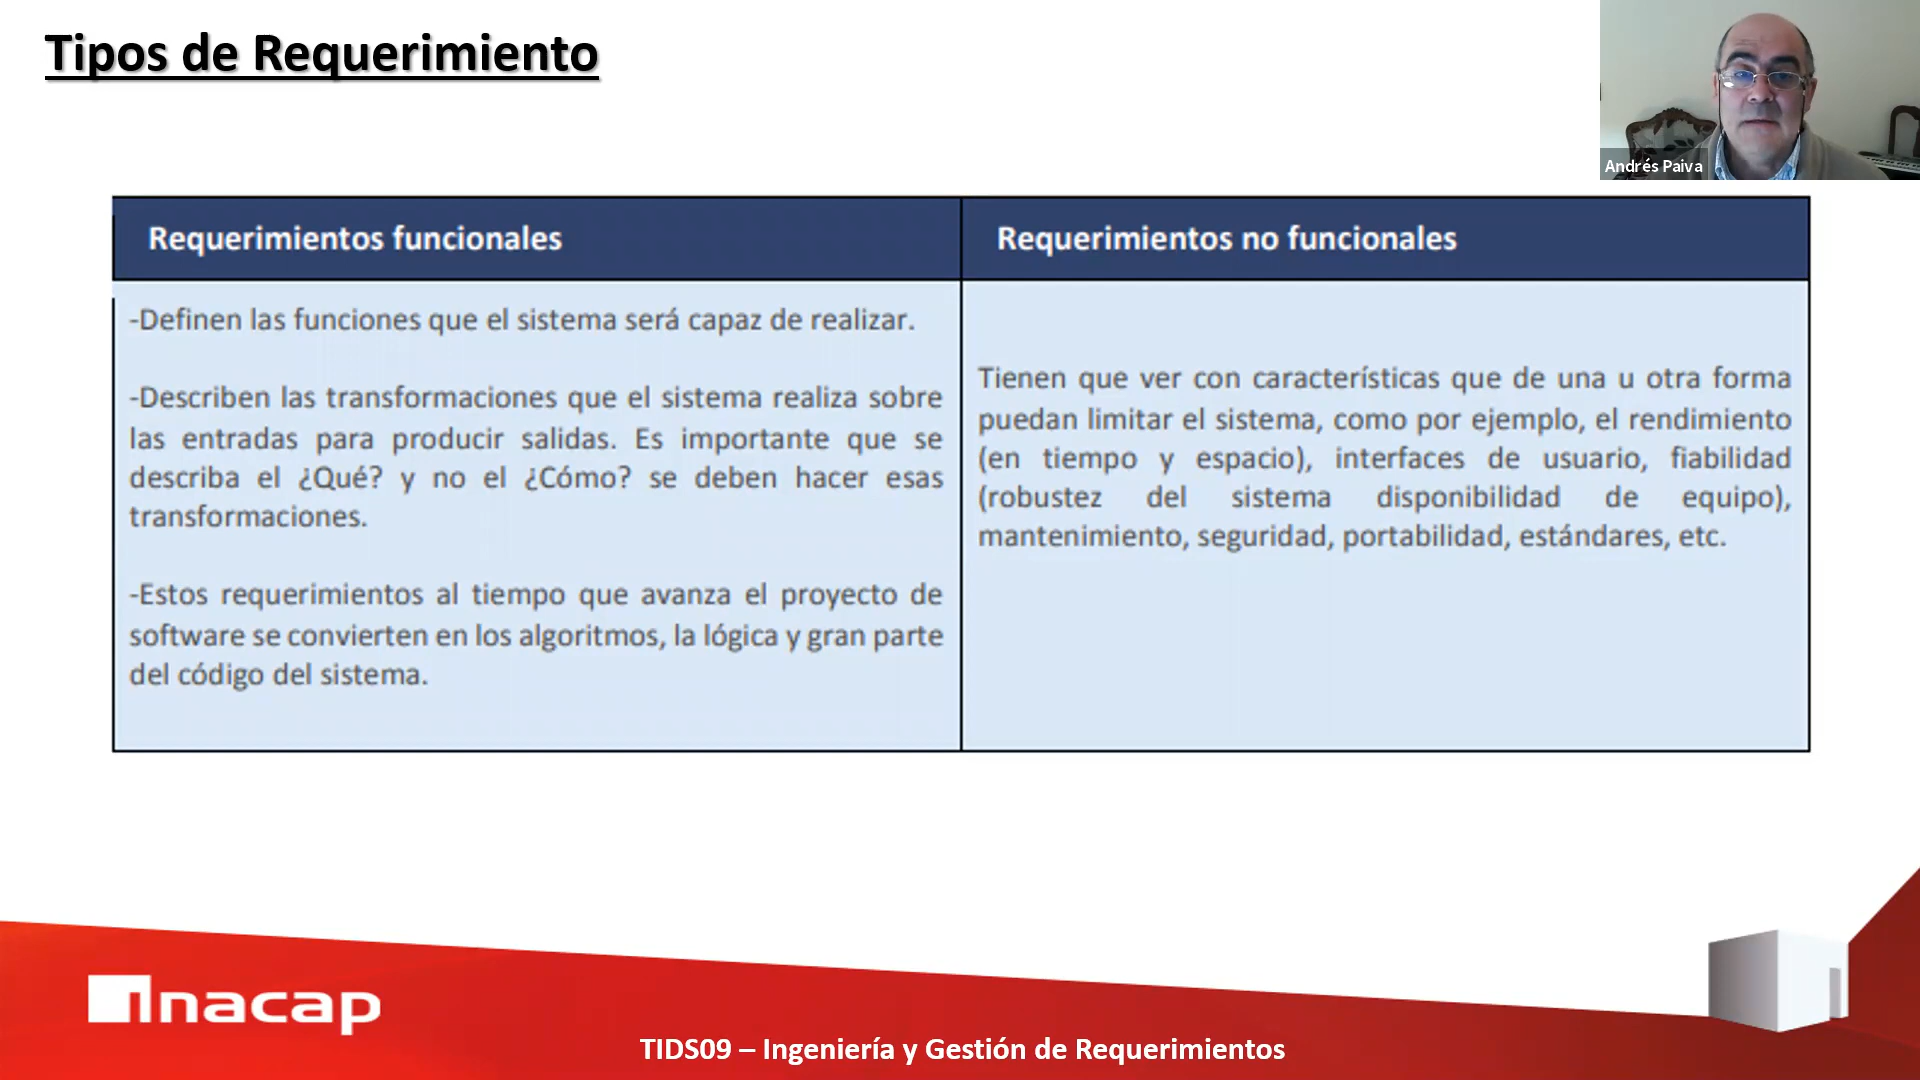 Tipos de Requerimiento
Andrés Paiva
Requerimientos funcionales
-Definen las funciones que el sistema será capaz de realizar.
-Describen las transformaciones que el sistema realiza sobre
las entradas para producir salidas. Es importante que se
describa el ¿Qué? y no el ¿Cómo? se deben hacer esas
transformaciones.
-Estos requerimientos al tiempo que avanza el proyecto de
software se convierten en los algoritmos, la lógica y gran parte
del código del sistema.
Requerimientos no funcionales
Tienen que ver con características que de una u otra forma
puedan limitar el sistema, como por ejemplo, el rendimiento
(en tiempo y espacio), interfaces de usuario, fiabilidad
(robustez del sistema disponibilidad de equipo),
mantenimiento, seguridad, portabilidad, estándares, etc.
Inacap
TIDS09 – Ingeniería y Gestión de Requerimientos